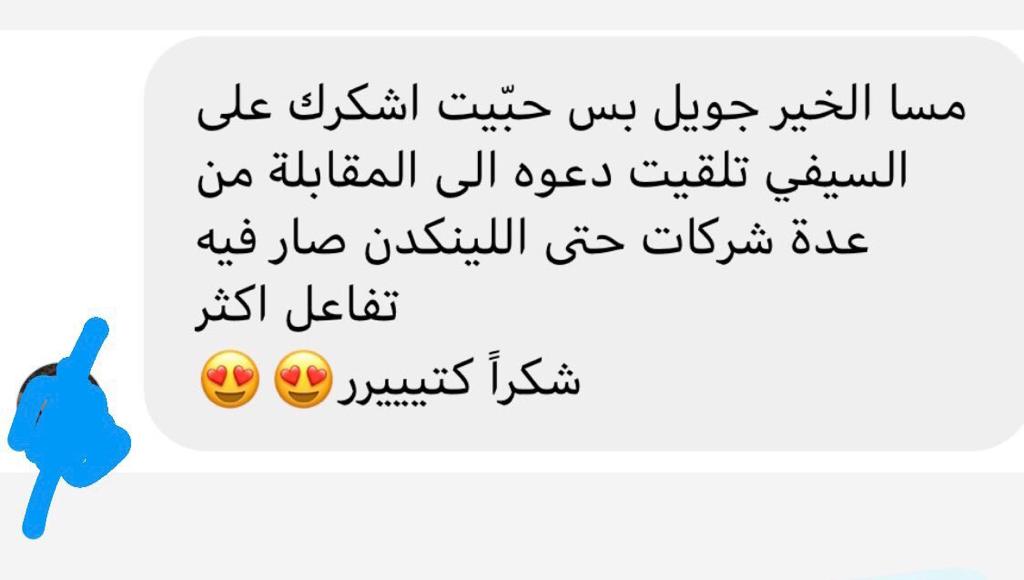 مسا الخير جويل بس حبّيت اشكرك على
السيفي تلقيت دعوه الى المقابلة من
عدة شركات حتى اللينكدن صار فيه
تفاعل اكثر
شكراً كتيييرر😍😍